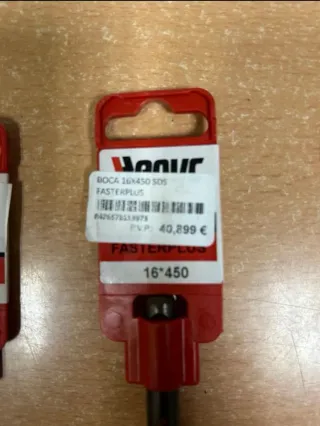 BOCA 16X450 SDS
FASTERPLUS
P.V.P: 40,899 €
FASTERPLUS
16*450